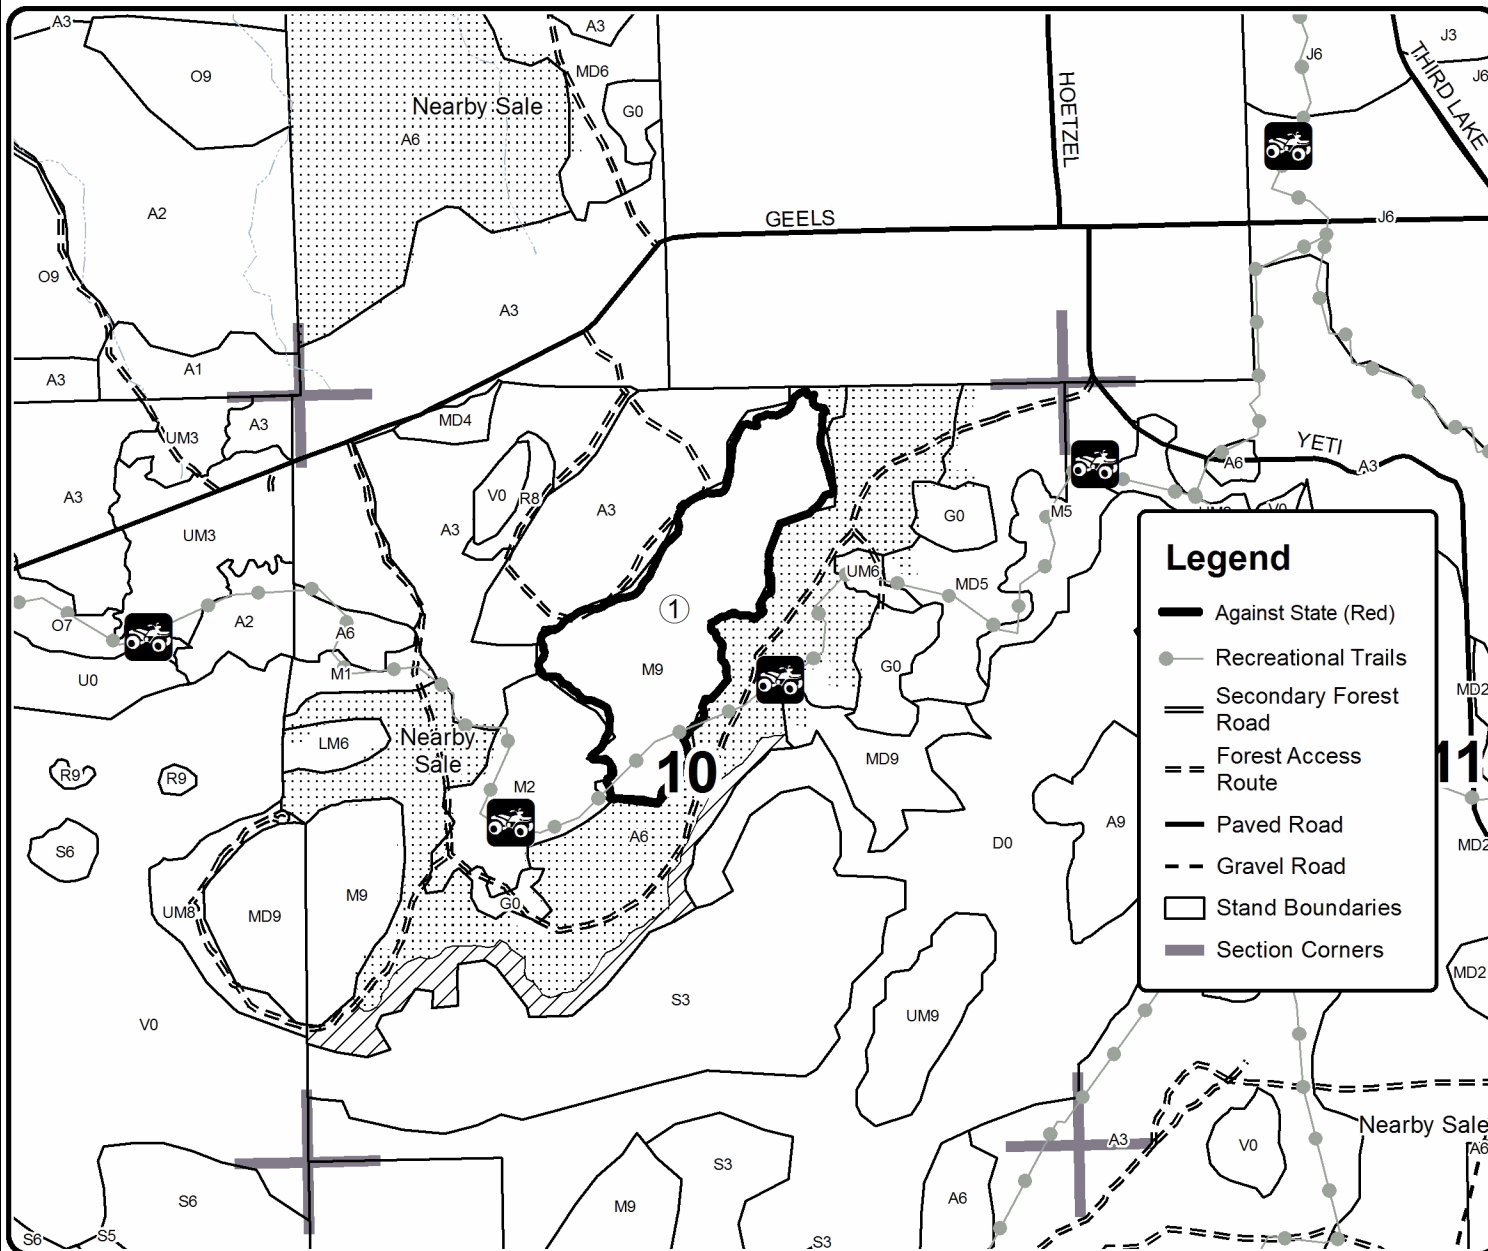 A3
A3
J3
J6
O9
MD6
J6
THIRD LAKE
Nearby Sale
G0
HOETZEL
A6
A2
GEELS
J6
O9
A3
A1
A3
MD4
A3
UM3
YETI
A6
A3
A3
V0
R8
A3
G0
M5
V0
A3
UM3
UM6
MD5
1
O7
A2
A6
M9
G0
M1
U0
MD2
Nearby
Sale
LM6
10
MD9
11
R9
R9
M2
A6
A9
D0
S6
MD2
M9
G0
UM8
MD9
MD2
S3
UM9
V0
Legend
Against State (Red)
Recreational Trails
Secondary Forest
Road
Forest Access
Route
Paved Road
Gravel Road
Stand Boundaries
Section Corners
Nearby Sale
A3
V0
A6
S3
S6
A6
M9
S5
S6
S3